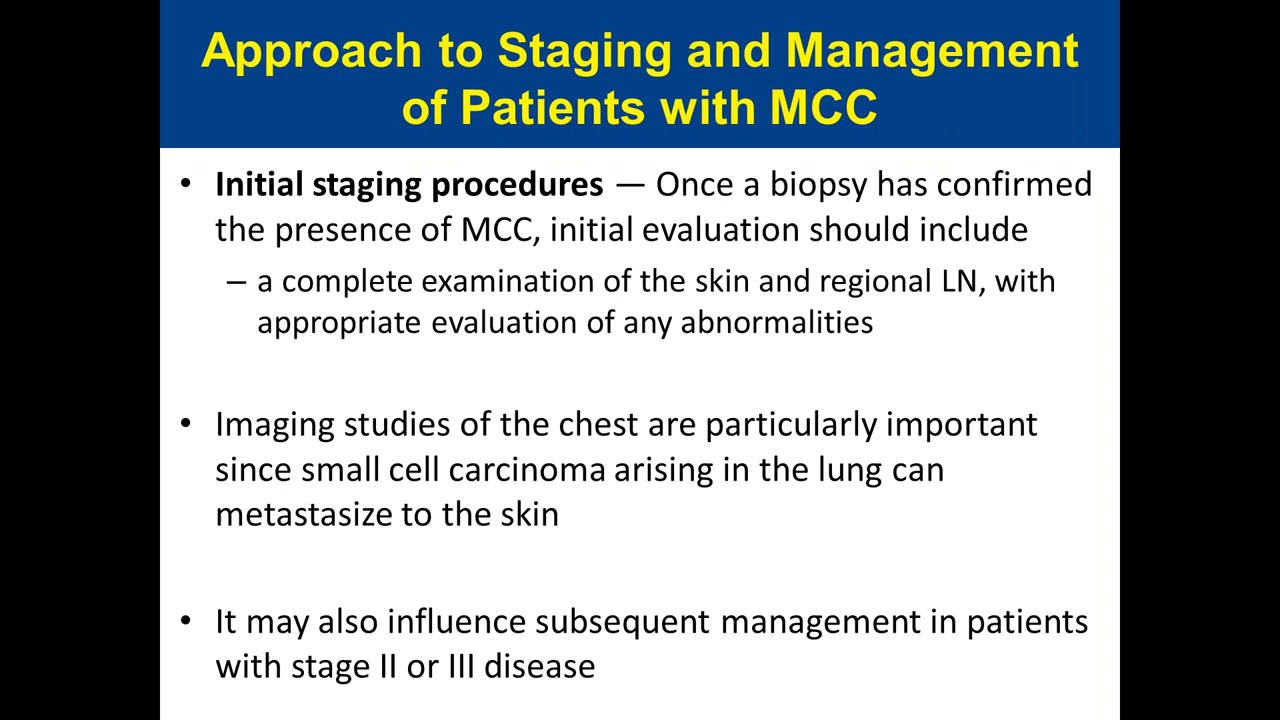 Approach to Staging and Management
of Patients with MCC
• Initial staging procedures — Once a biopsy has confirmed
the presence of MCC, initial evaluation should include
– a complete examination of the skin and regional LN, with
appropriate evaluation of any abnormalities
• Imaging studies of the chest are particularly important
since small cell carcinoma arising in the lung can
metastasize to the skin
• It may also influence subsequent management in patients
with stage II or III disease